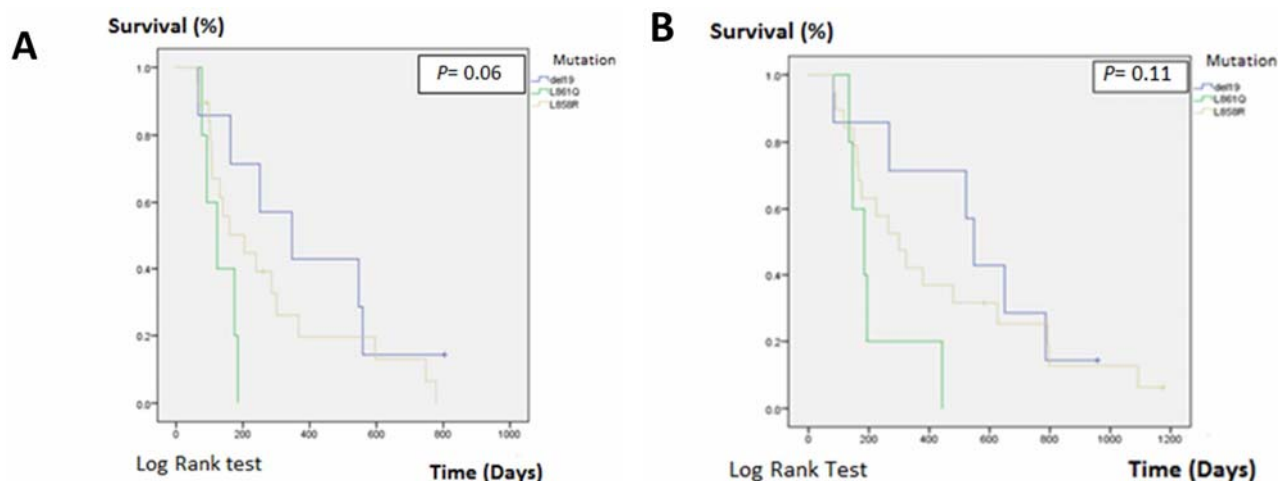 A
Survival (%)
P= 0.06
Mutation
del19
L861Q
L858R
1.0
0.8
0.6
0.4
0.2
0.0
0 200 400 600 800 1000
Log Rank test
Time (Days)
B
Survival (%)
P= 0.11
Mutation
del19
L861Q
L858R
1.0
0.8
0.6
0.4
0.2
0.0
0 200 400 600 800 1000 1200
Log Rank Test
Time (Days)